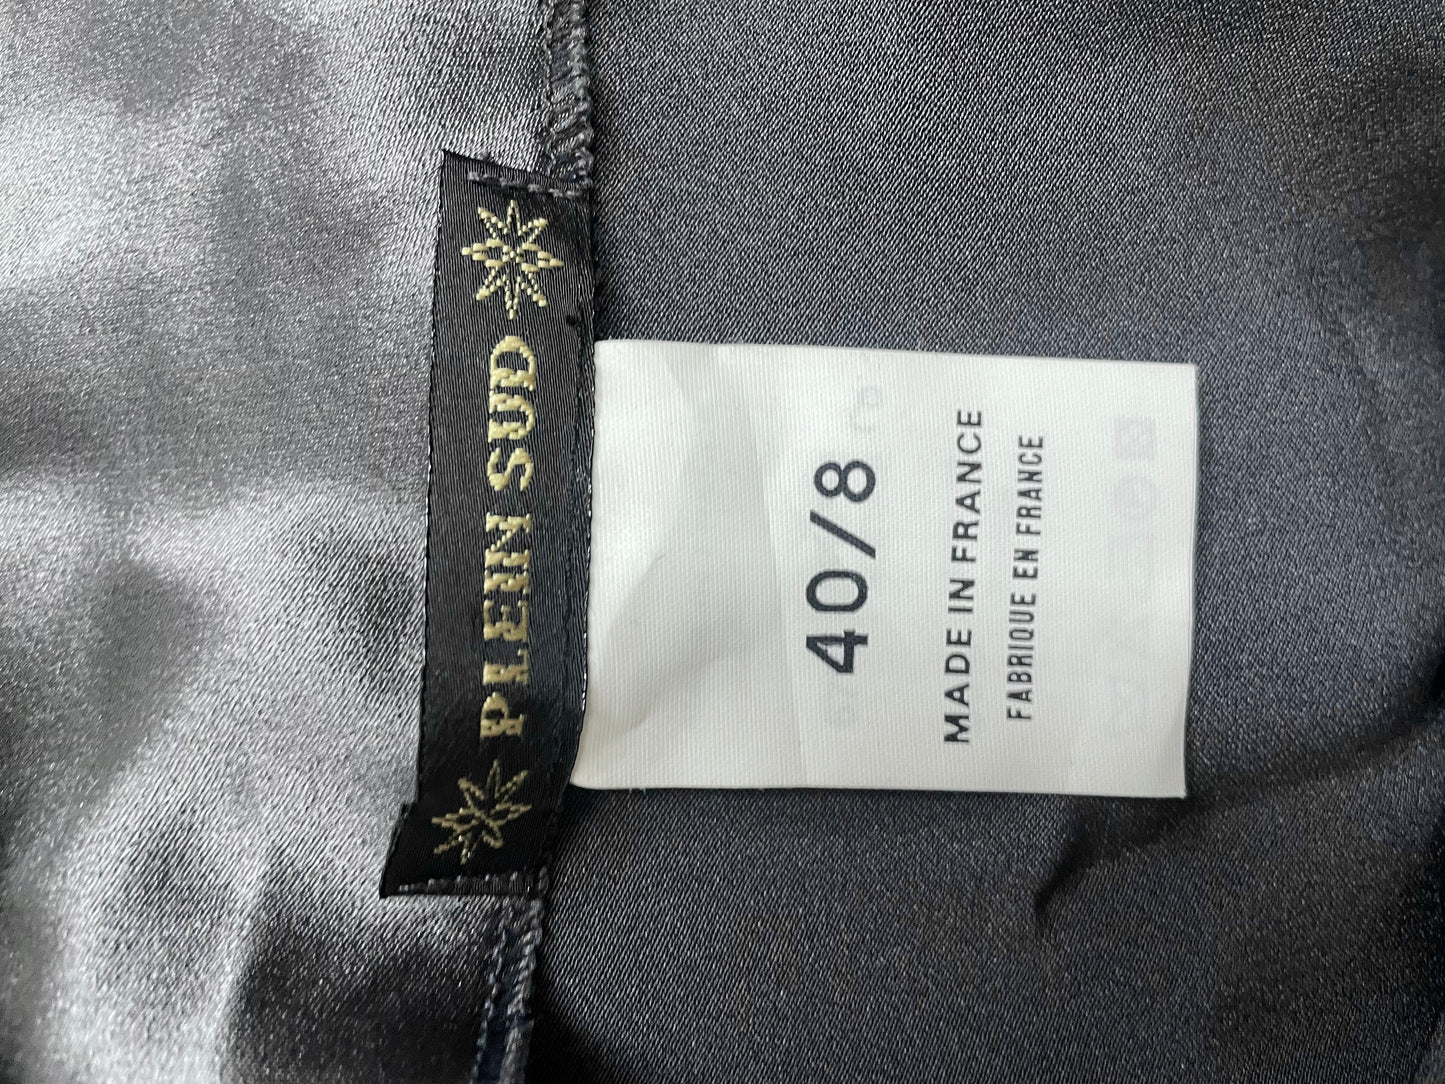 PLEIN SUD
40/8
MADE IN FRANCE
FABRIQUE EN FRANCE